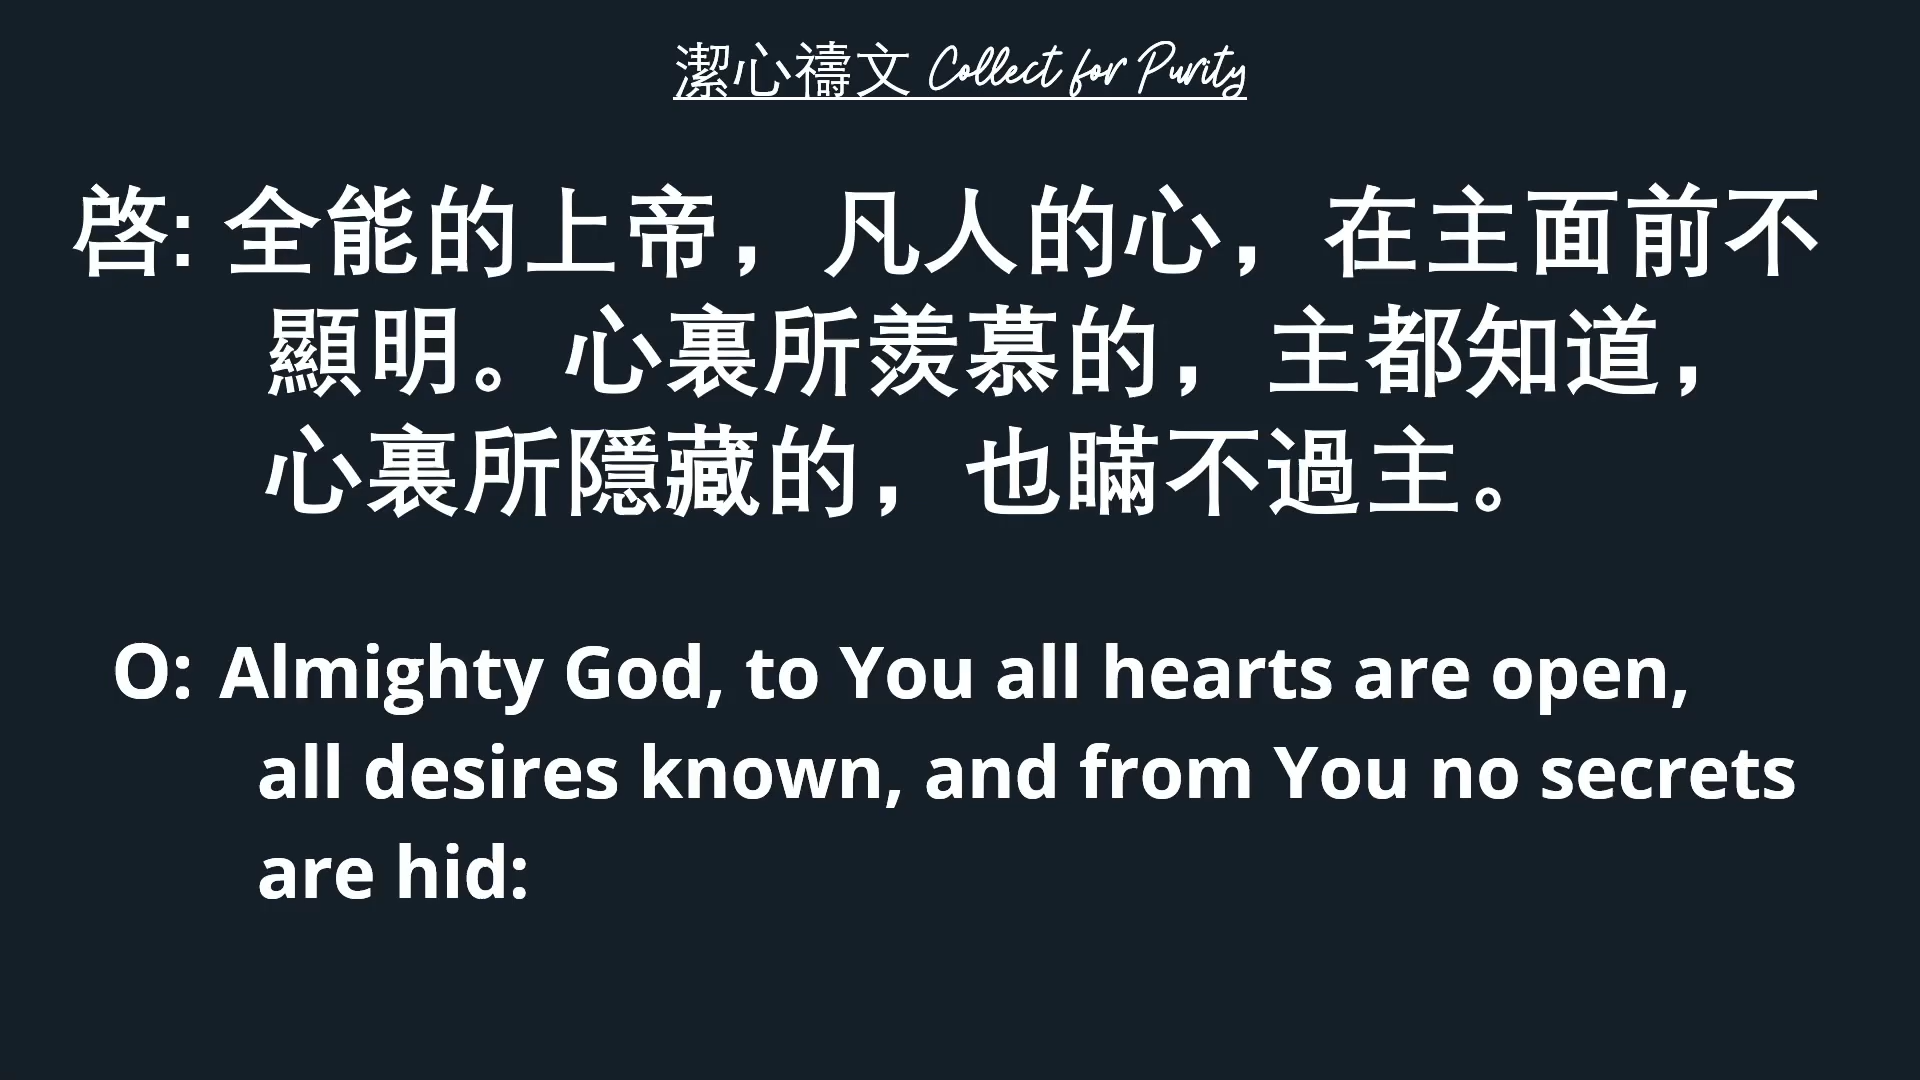 潔心禱文 Collect for Purity
啓: 全能的上帝，凡人的心，在主面前不
顯明。心裏所羨慕的，主都知道，
心裏所隱藏的，也瞞不過主。
O: Almighty God, to You all hearts are open,
all desires known, and from You no secrets
are hid: